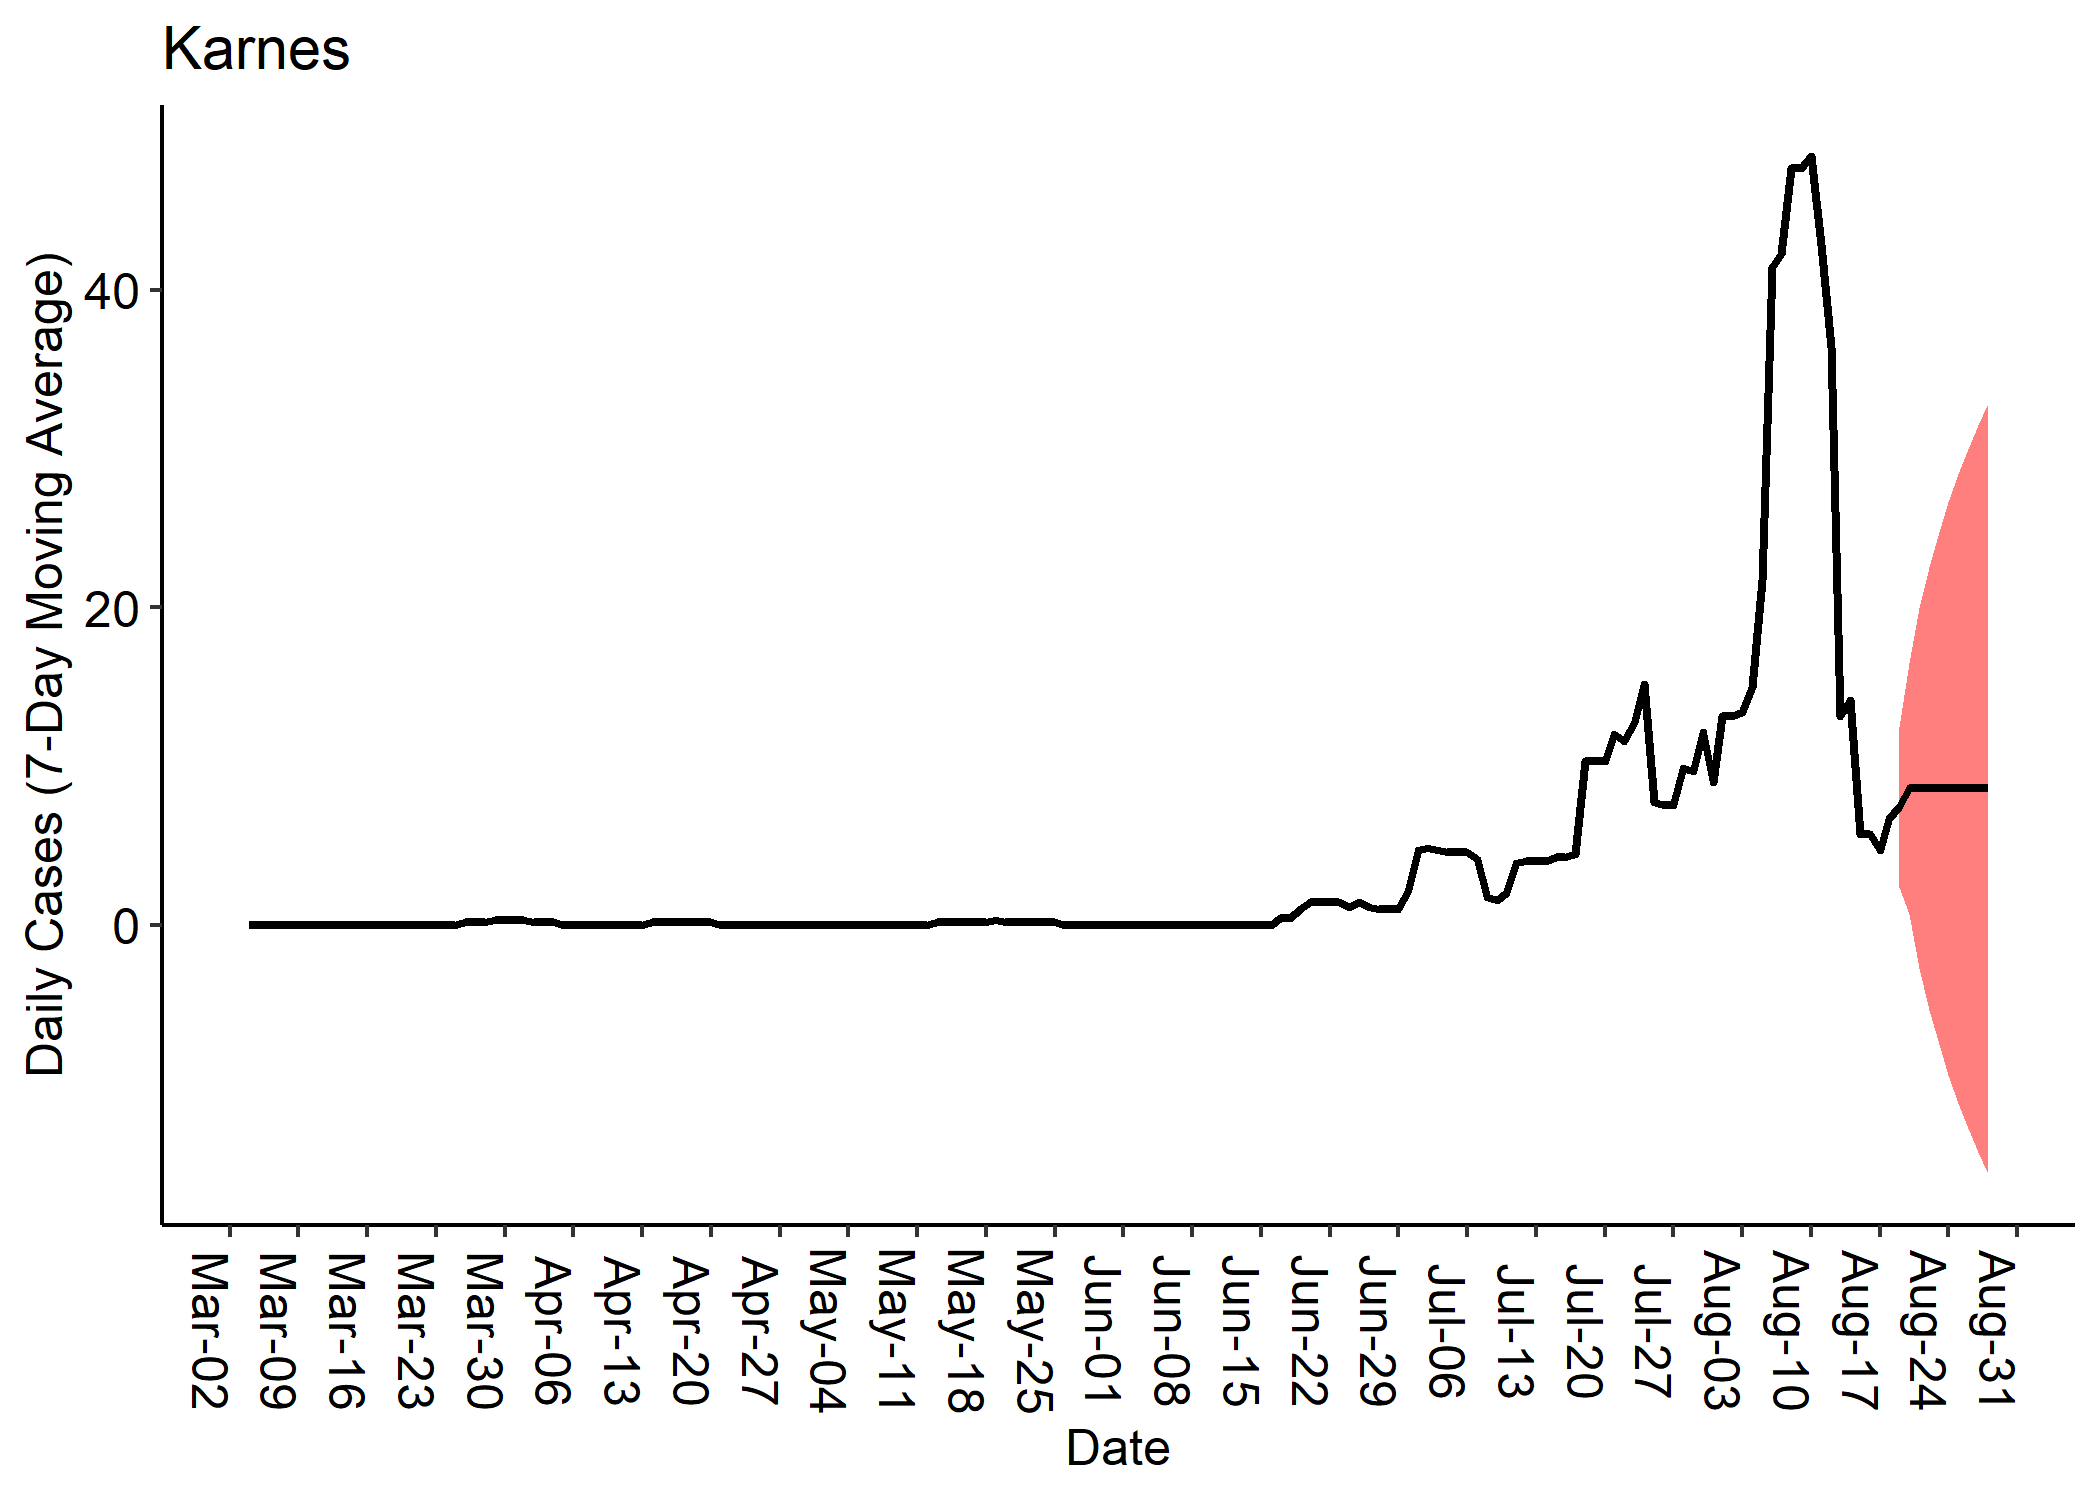 Karnes
Daily Cases (7-Day Moving Average)
40
20
0
Mar-02
Mar-09
Mar-16
Mar-23
Mar-30
Apr-06
Apr-13
Apr-20
Apr-27
May-04
May-11
May-18
May-25
Jun-01
Jun-08
Jun-15
Jun-22
Jun-29
Jul-06
Jul-13
Jul-20
Jul-27
Aug-03
Aug-10
Aug-17
Aug-24
Aug-31
Date